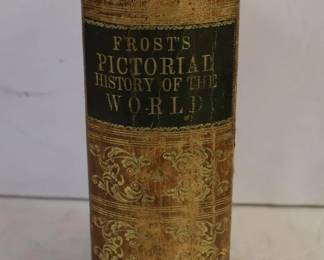 FROST'S
PICTORIAL
HISTORY OF THE
WORLD